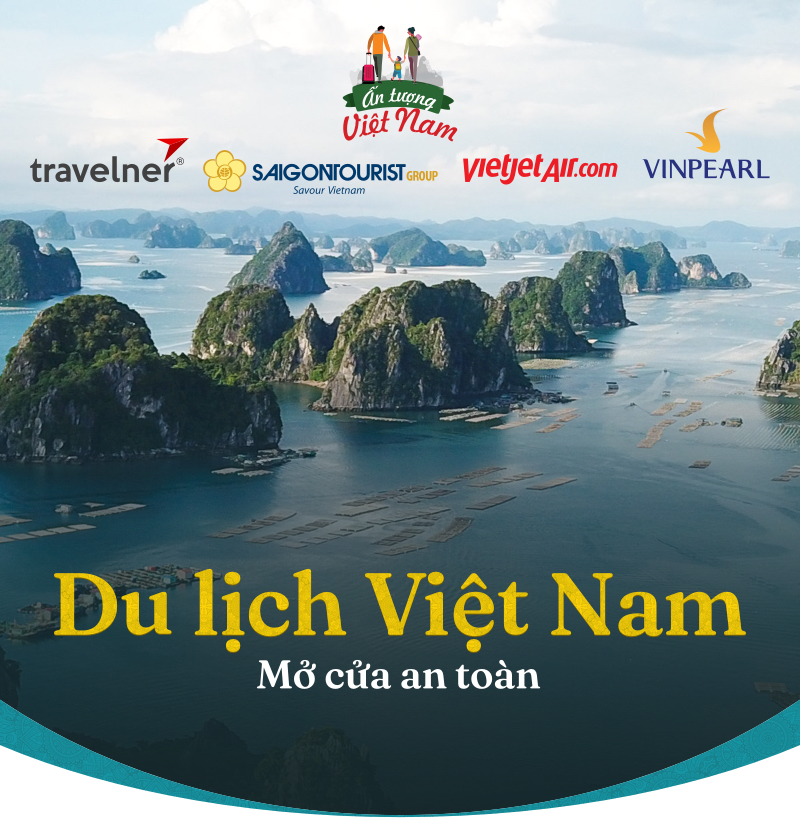 Ấn tượng
Việt Nam
travelner®
SAIGONTOURIST GROUP
Savour Vietnam
vietjetAir.com
VINPEARL
Du lịch Việt Nam
Mở cửa an toàn